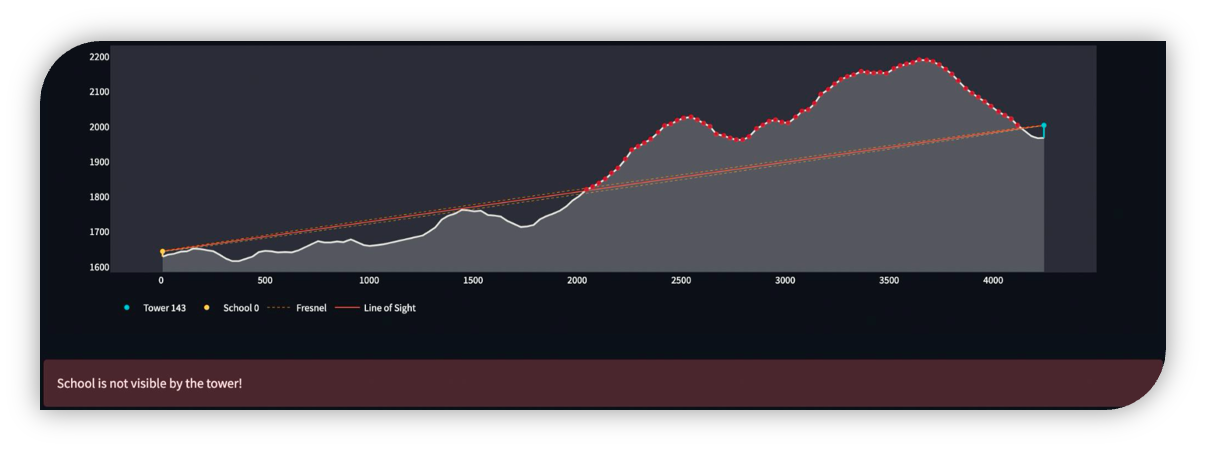 2200
2100
2000
1900
1800
1700
1600
0 500 1000 1500 2000 2500 3000 3500 4000
Tower 143 School 0 Fresnel Line of Sight
School is not visible by the tower!